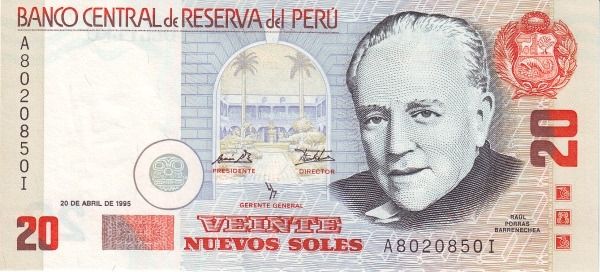 BANCO CENTRAL de RESERVA del PERÚ
A8020850I
20
PRESIDENTE
DIRECTOR
GERENTE GENERAL
20 DE ABRIL DE 1995
RAÚL
PORRAS
BARRENECHEA
20
VEINTE
NUEVOS SOLES
A8020850I